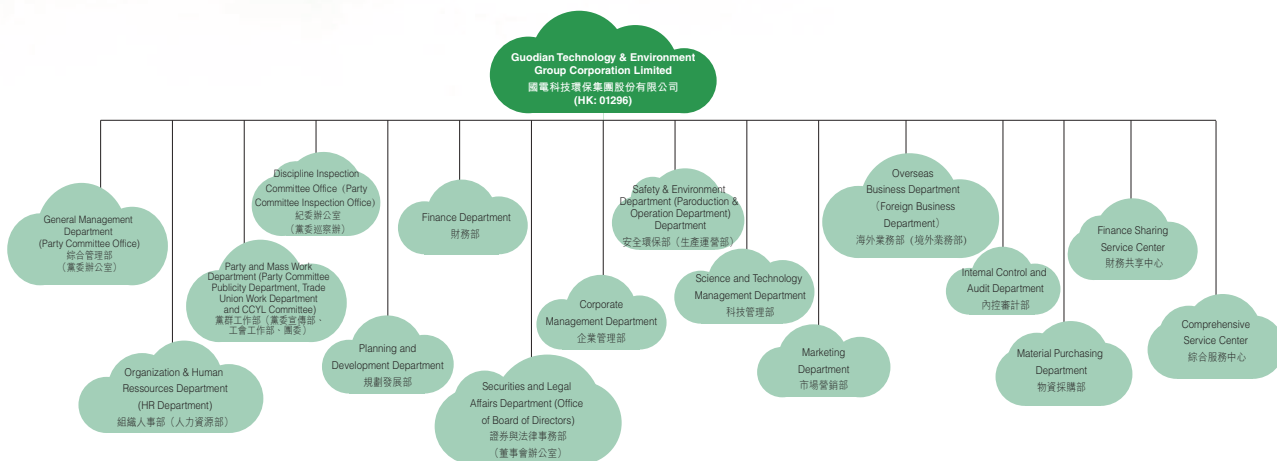 Guodian Technology & Environment
Group Corporation Limited
國電科技環保集團股份有限公司
(HK: 01296)
General Management
Department
(Party Committee Office)
綜合管理部
（黨委辦公室）
Organization & Human
Ressources Department
(HR Department)
組織人事部（人力資源部）
Party and Mass Work
Department (Party Committee
Publicity Department, Trade
Union Work Department
and CCYL Committee)
黨群工作部（黨委宣傳部、
工會工作部、團委）
Discipline Inspection
Committee Office（Party
Committee Inspection Office）
紀委辦公室
（黨委巡察辦）
Planning and
Development Department
規劃發展部
Finance Department
財務部
Securities and Legal
Affairs Department (Office
of Board of Directors)
證券與法律事務部
（董事會辦公室）
Corporate
Management Department
企業管理部
Safety & Environment
Department (Paroduction &
Operation Department)
Department
安全環保部（生產運營部）
Science and Technology
Management Department
科技管理部
Marketing
Department
市場營銷部
Overseas
Business Department
（Foreign Business
Department）
海外業務部（境外業務部）
Internal Control and
Audit Department
內控審計部
Material Purchasing
Department
物資採購部
Finance Sharing
Service Center
財務共享中心
Comprehensive
Service Center
綜合服務中心